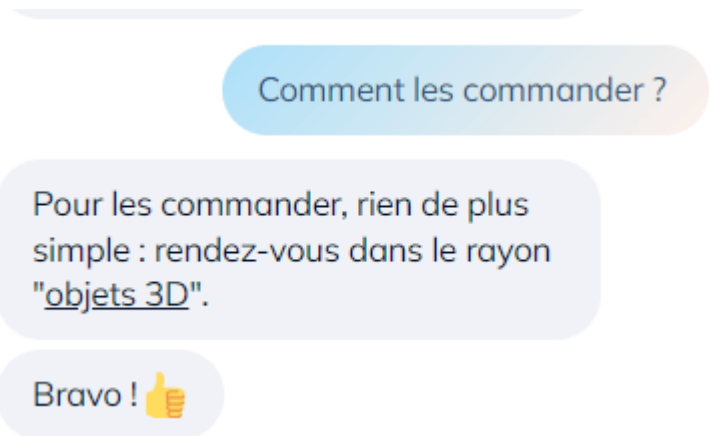 Comment les commander ?
Pour les commander, rien de plus
simple : rendez-vous dans le rayon
"objets 3D".
Bravo ! 👍